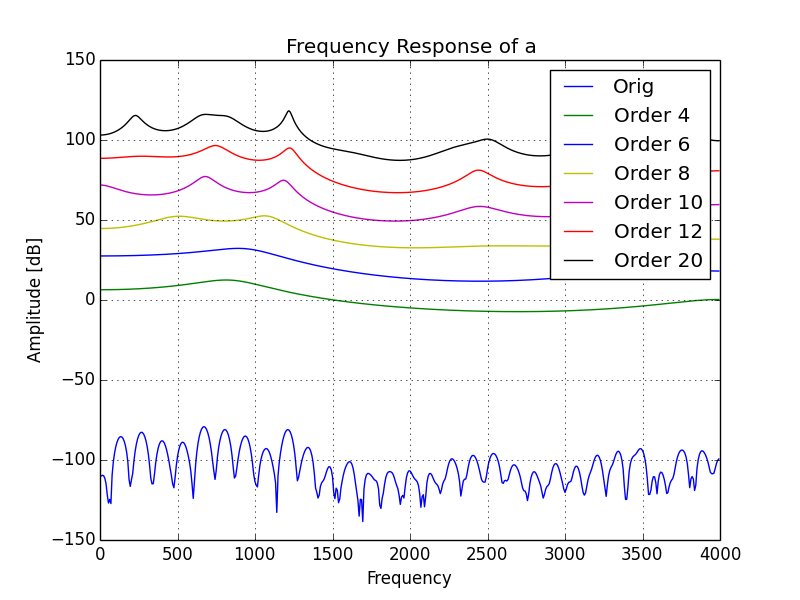 Frequency Response of a
150
100
50
0
−50
−100
−150
Amplitude [dB]
Orig
Order 4
Order 6
Order 8
Order 10
Order 12
Order 20
0 500 1000 1500 2000 2500 3000 3500 4000
Frequency